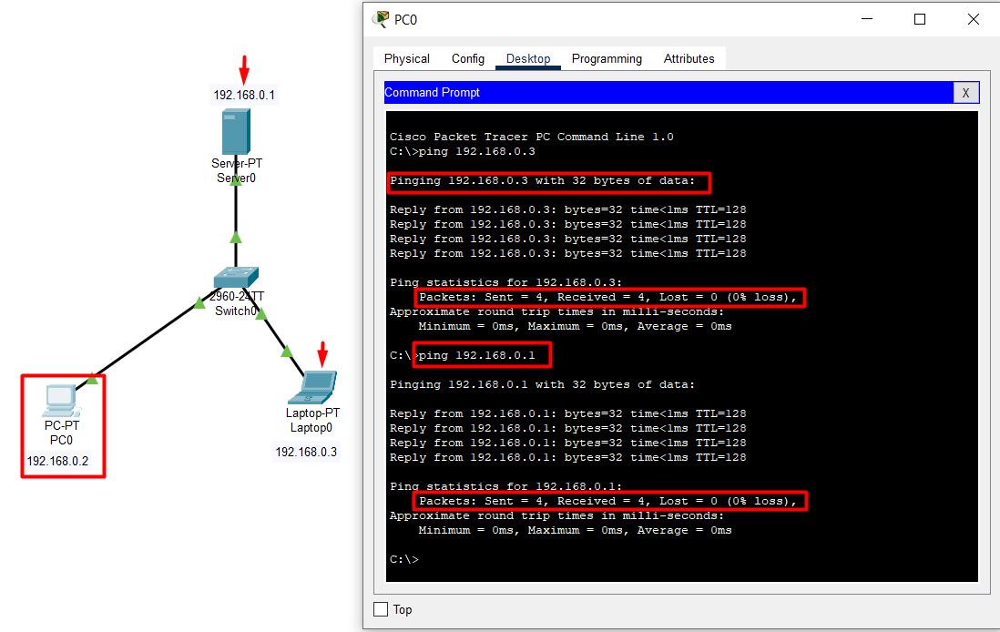 192.168.0.1
Server-PT
Server0
2960-24TT
Switch0
PC-PT
PC0
192.168.0.2
Laptop-PT
Laptop0
192.168.0.3
PC0
Physical Config Desktop Programming Attributes
Command Prompt X
Cisco Packet Tracer PC Command Line 1.0
C:\>ping 192.168.0.3
Pinging 192.168.0.3 with 32 bytes of data:
Reply from 192.168.0.3: bytes=32 time<1ms TTL=128
Reply from 192.168.0.3: bytes=32 time<1ms TTL=128
Reply from 192.168.0.3: bytes=32 time<1ms TTL=128
Reply from 192.168.0.3: bytes=32 time<1ms TTL=128
Ping statistics for 192.168.0.3:
Packets: Sent = 4, Received = 4, Lost = 0 (0% loss),
Approximate round trip times in milli-seconds:
Minimum = 0ms, Maximum = 0ms, Average = 0ms
C:\>ping 192.168.0.1
Pinging 192.168.0.1 with 32 bytes of data:
Reply from 192.168.0.1: bytes=32 time<1ms TTL=128
Reply from 192.168.0.1: bytes=32 time<1ms TTL=128
Reply from 192.168.0.1: bytes=32 time<1ms TTL=128
Reply from 192.168.0.1: bytes=32 time<1ms TTL=128
Ping statistics for 192.168.0.1:
Packets: Sent = 4, Received = 4, Lost = 0 (0% loss),
Approximate round trip times in milli-seconds:
Minimum = 0ms, Maximum = 0ms, Average = 0ms
C:\>
Top